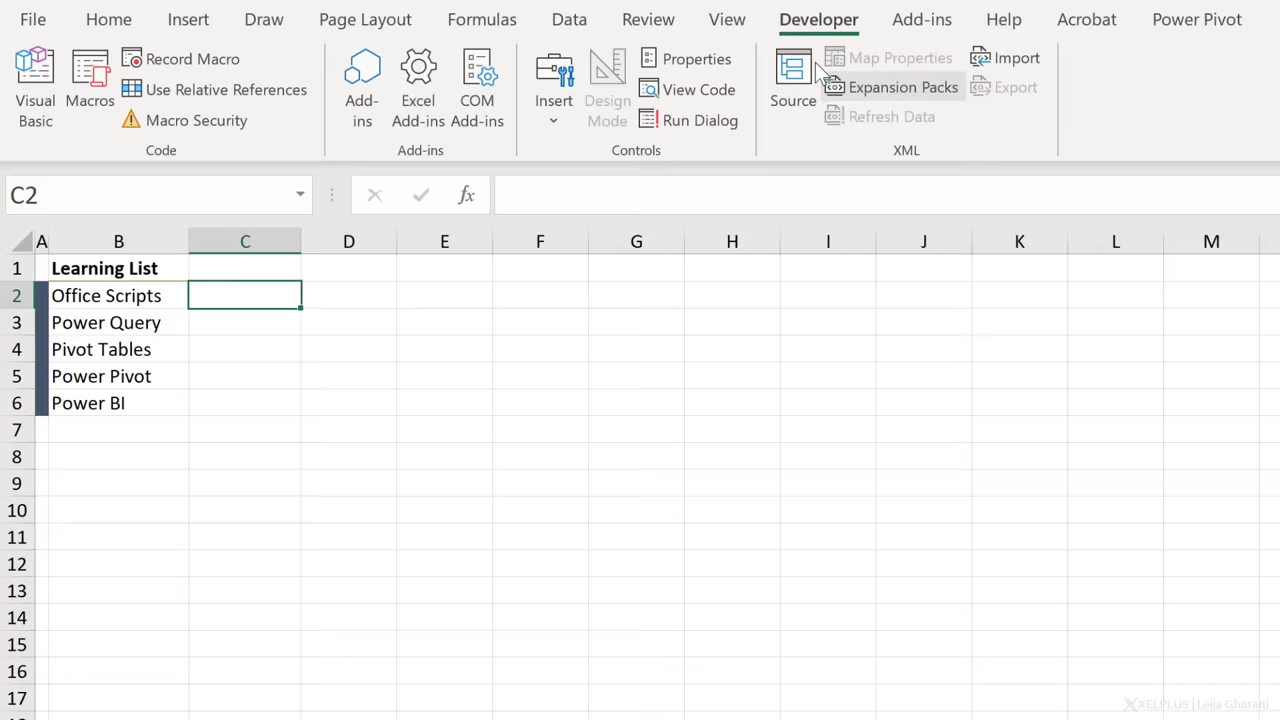 File Home Insert Draw Page Layout Formulas Data Review View Developer Add-ins Help Acrobat Power Pivot
Visual Basic
Macros
Record Macro
Use Relative References
Macro Security
Code
Add-ins
Excel Add-ins
COM Add-ins
Add-ins
Insert
Design Mode
Properties
View Code
Run Dialog
Controls
Source
Map Properties
Expansion Packs
Refresh Data
Import
Export
XML
C2
fx
A B C D E F G H I J K L M
1 Learning List
2 Office Scripts
3 Power Query
4 Pivot Tables
5 Power Pivot
6 Power BI
7
8
9
10
11
12
13
14
15
16
17
XELPLUS | Leila Gharani